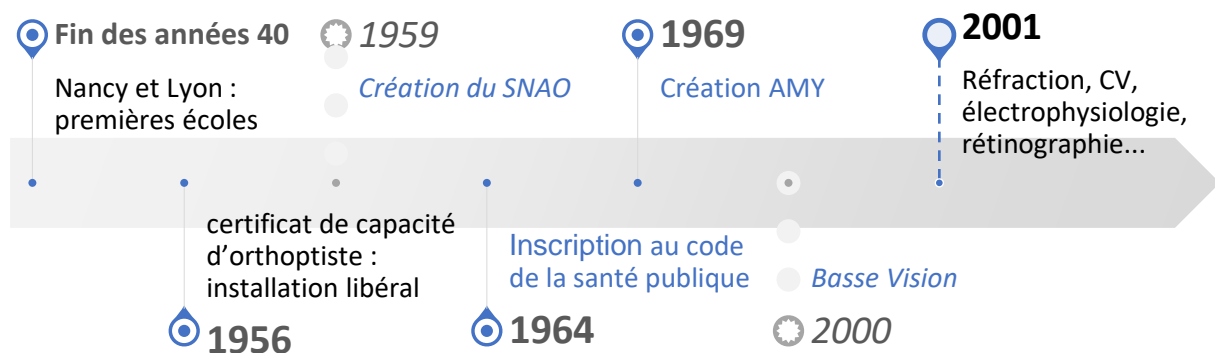 Fin des années 40
Nancy et Lyon :
premières écoles
1959
Création du SNAO
1969
Création AMY
2001
Réfraction, CV,
électrophysiologie,
rétinographie...
certificat de capacité
d’orthoptiste :
installation libéral
1956
Inscription au code
de la santé publique
1964
Basse Vision
2000